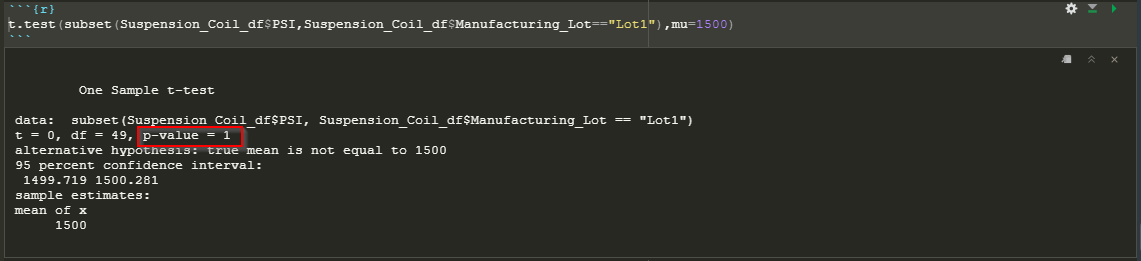 ```{r}
t.test(subset(Suspension_Coil_df$PSI,Suspension_Coil_df$Manufacturing_Lot=="Lot1"),mu=1500)
```
One Sample t-test
data:  subset(Suspension_Coil_df$PSI, Suspension_Coil_df$Manufacturing_Lot == "Lot1")
t = 0, df = 49, p-value = 1
alternative hypothesis: true mean is not equal to 1500
95 percent confidence interval:
1499.719 1500.281
sample estimates:
mean of x
1500